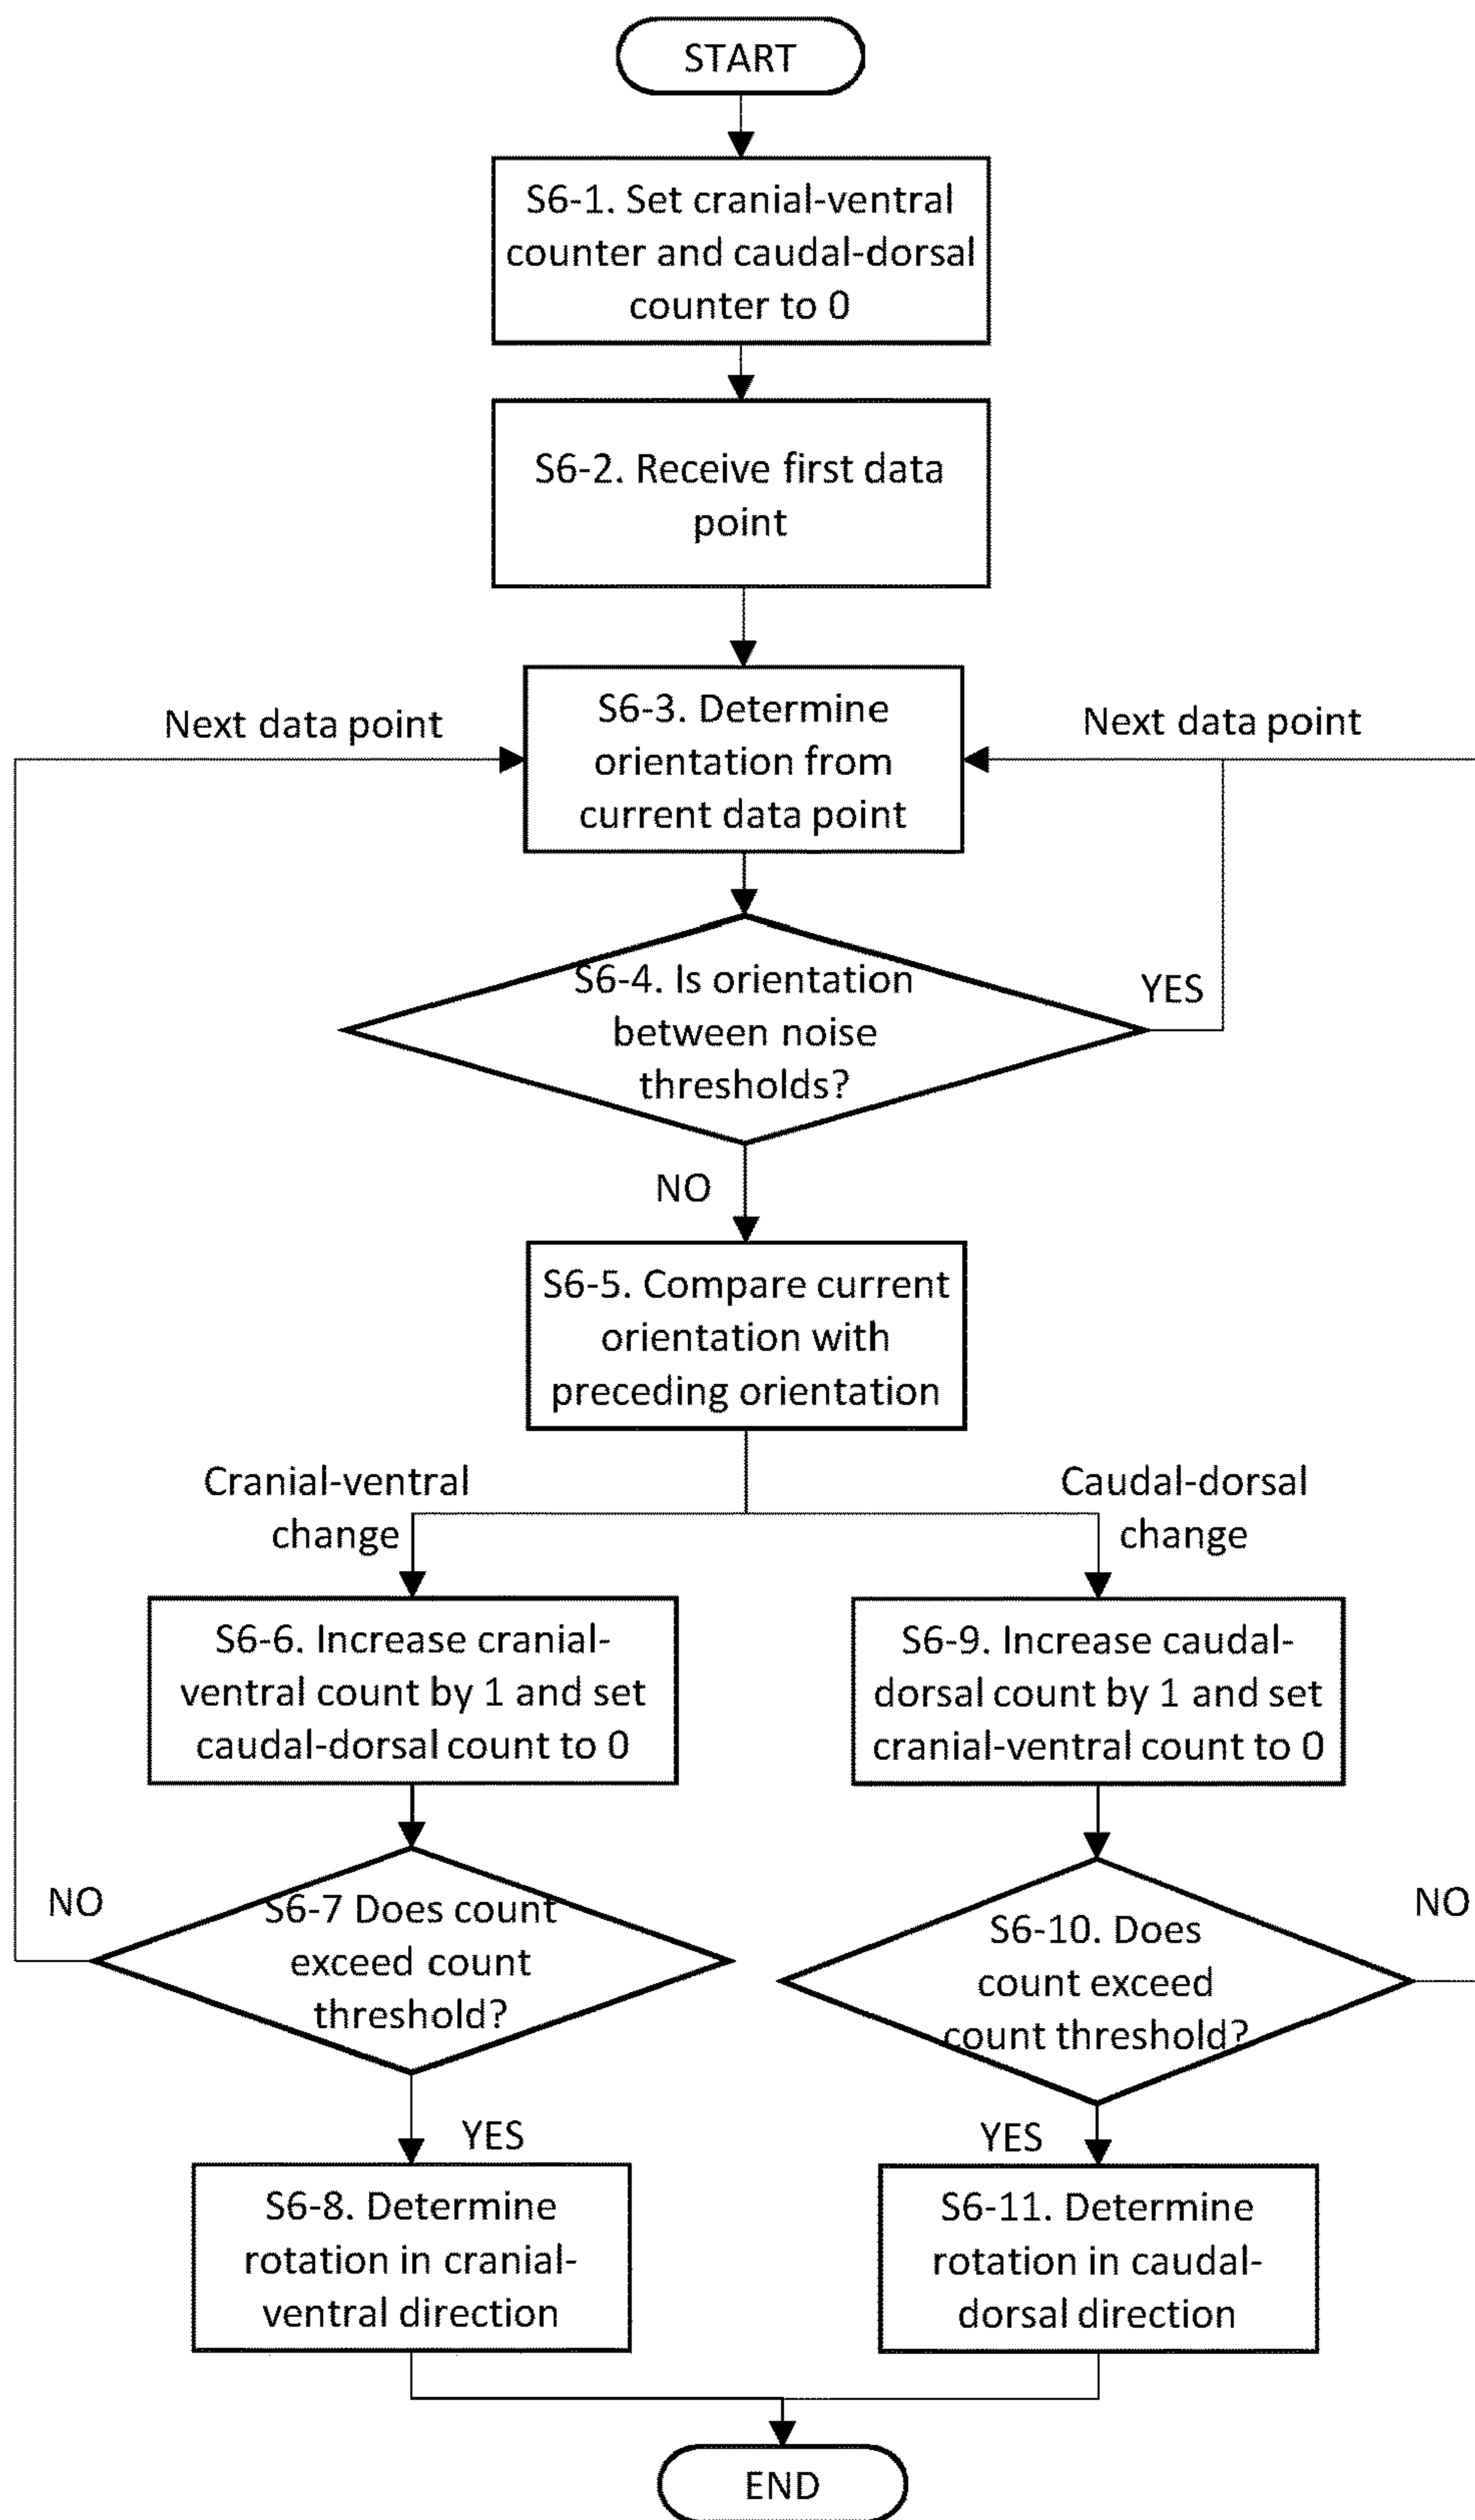 START
S6-1. Set cranial-ventral
counter and caudal-dorsal
counter to 0
S6-2. Receive first data
point
Next data point
S6-3. Determine
orientation from
current data point
Next data point
S6-4. Is orientation
between noise
thresholds?
YES
NO
S6-5. Compare current
orientation with
preceding orientation
Cranial-ventral
change
Caudal-dorsal
change
S6-6. Increase cranial-
ventral count by 1 and set
caudal-dorsal count to 0
S6-9. Increase caudal-
dorsal count by 1 and set
cranial-ventral count to 0
NO
S6-7 Does count
exceed count
threshold?
S6-10. Does
count exceed
count threshold?
NO
YES
YES
S6-8. Determine
rotation in cranial-
ventral direction
S6-11. Determine
rotation in caudal-
dorsal direction
END